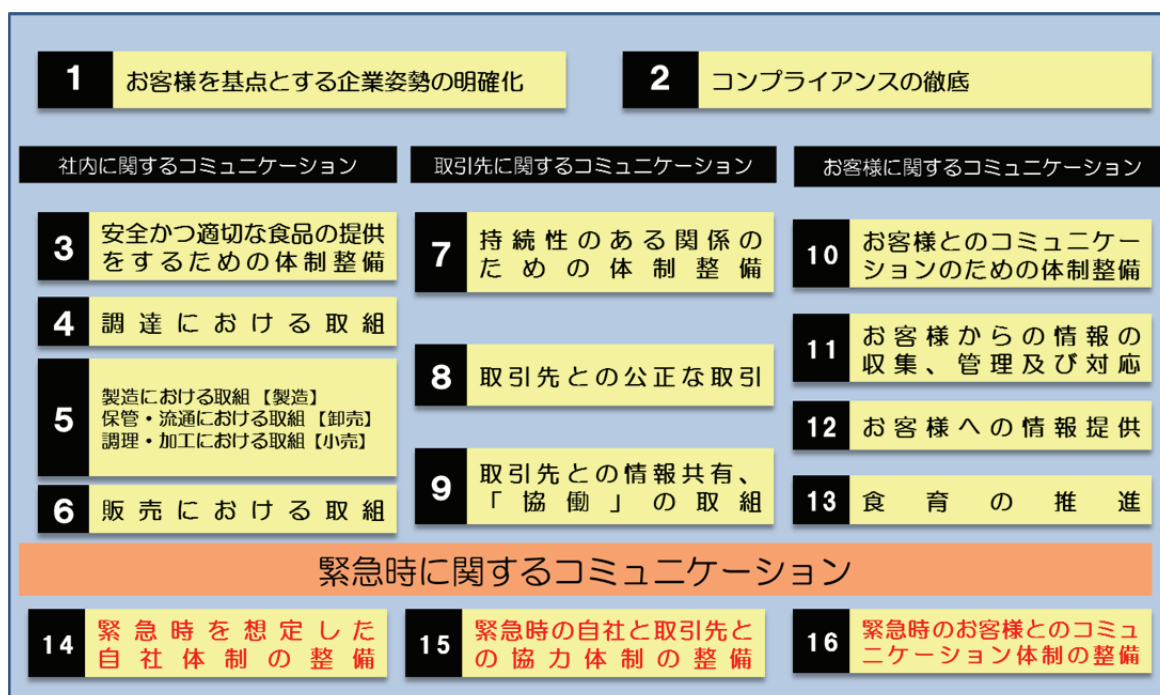 1 お客様を基点とする企業姿勢の明確化
2 コンプライアンスの徹底
社内に関するコミュニケーション
3 安全かつ適切な食品の提供
をするための体制整備
4 調達における取組
5 製造における取組【製造】
保管・流通における取組【卸売】
調理・加工における取組【小売】
6 販売における取組
取引先に関するコミュニケーション
7 持続性のある関係の
ための体制整備
8 取引先との公正な取引
9 取引先との情報共有、
「協働」の取組
お客様に関するコミュニケーション
10 お客様とのコミュニケー
ションのための体制整備
11 お客様からの情報の
収集、管理及び対応
12 お客様への情報提供
13 食育の推進
緊急時に関するコミュニケーション
14 緊急時を想定した
自社体制の整備
15 緊急時の自社と取引先と
の協力体制の整備
16 緊急時のお客様とのコミュ
ニケーション体制の整備